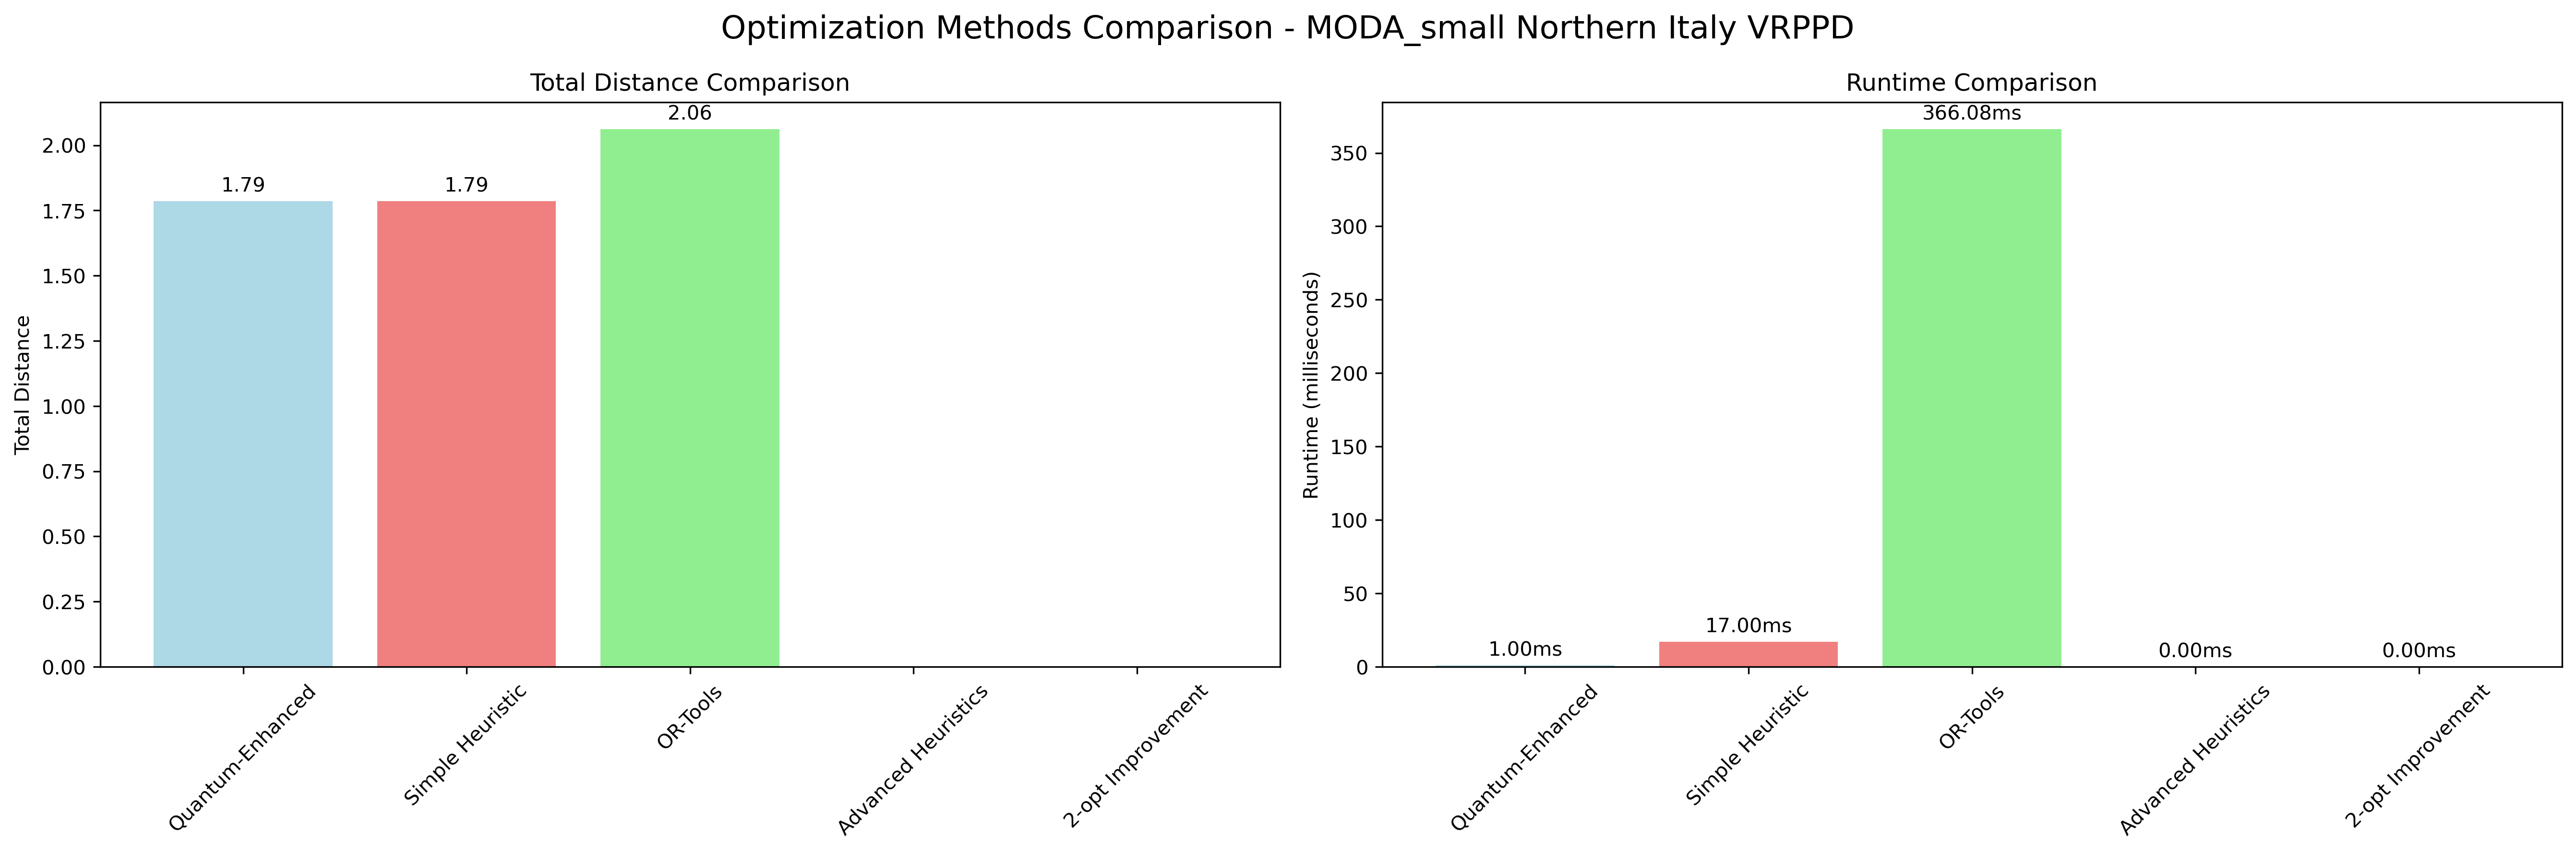 Optimization Methods Comparison - MODA_small Northern Italy VRPPD
Total Distance Comparison
Total Distance
2.00
1.75
1.50
1.25
1.00
0.75
0.50
0.25
0.00
1.79
1.79
2.06
Quantum-Enhanced
Simple Heuristic
OR-Tools
Advanced Heuristics
2-opt Improvement
Runtime Comparison
Runtime (milliseconds)
350
300
250
200
150
100
50
0
1.00ms
17.00ms
366.08ms
0.00ms
0.00ms
Quantum-Enhanced
Simple Heuristic
OR-Tools
Advanced Heuristics
2-opt Improvement